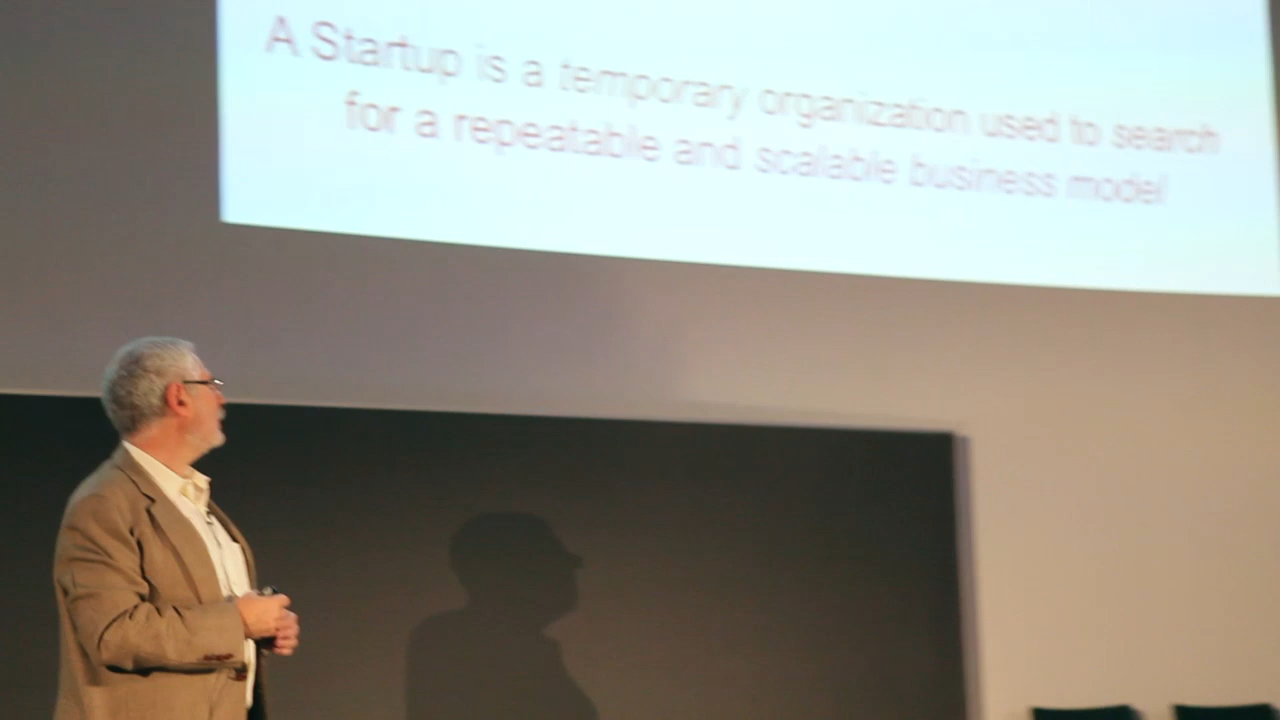 A Startup is a temporary organization used to search
for a repeatable and scalable business model